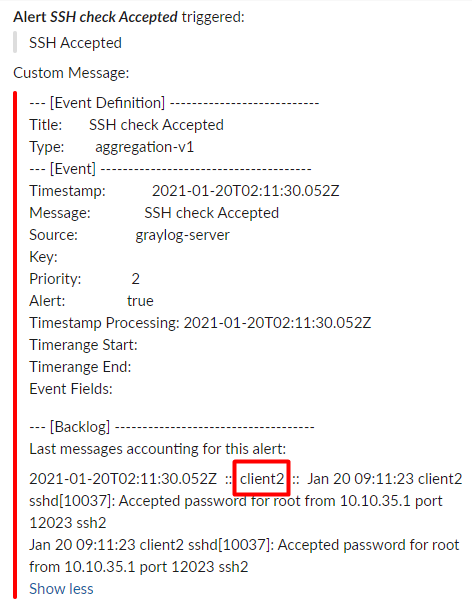 Alert SSH check Accepted triggered:
SSH Accepted
Custom Message:
--- [Event Definition] ---------------------------
Title: SSH check Accepted
Type: aggregation-v1
--- [Event] --------------------------------------
Timestamp: 2021-01-20T02:11:30.052Z
Message: SSH check Accepted
Source: graylog-server
Key:
Priority: 2
Alert: true
Timestamp Processing: 2021-01-20T02:11:30.052Z
Timerange Start:
Timerange End:
Event Fields:
--- [Backlog] ------------------------------------
Last messages accounting for this alert:
2021-01-20T02:11:30.052Z :: client2 :: Jan 20 09:11:23 client2
sshd[10037]: Accepted password for root from 10.10.35.1 port
12023 ssh2
Jan 20 09:11:23 client2 sshd[10037]: Accepted password for root
from 10.10.35.1 port 12023 ssh2
Show less